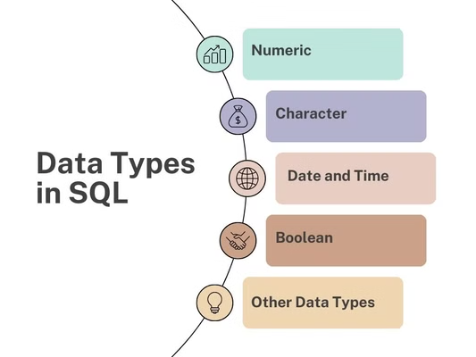 Data Types
in SQL
Numeric
Character
Date and Time
Boolean
Other Data Types